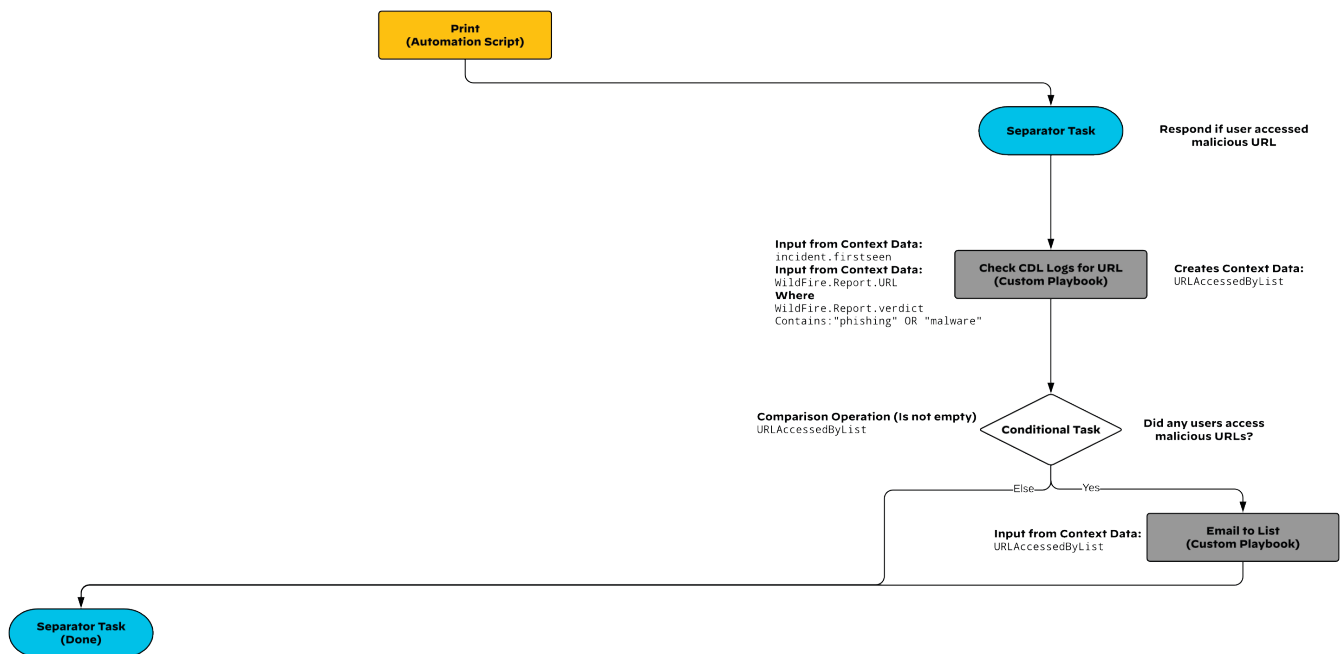 Print
(Automation Script)
Separator Task
Respond if user accessed
malicious URL
Input from Context Data:
incident.firstseen
Input from Context Data:
WildFire.Report.URL
Where
WildFire.Report.verdict
Contains:"phishing" OR "malware"
Check CDL Logs for URL
(Custom Playbook)
Creates Context Data:
URLAccessedByList
Comparison Operation (Is not empty)
URLAccessedByList
Conditional Task
Did any users access
malicious URLs?
Else
Yes
Input from Context Data:
URLAccessedByList
Email to List
(Custom Playbook)
Separator Task
(Done)